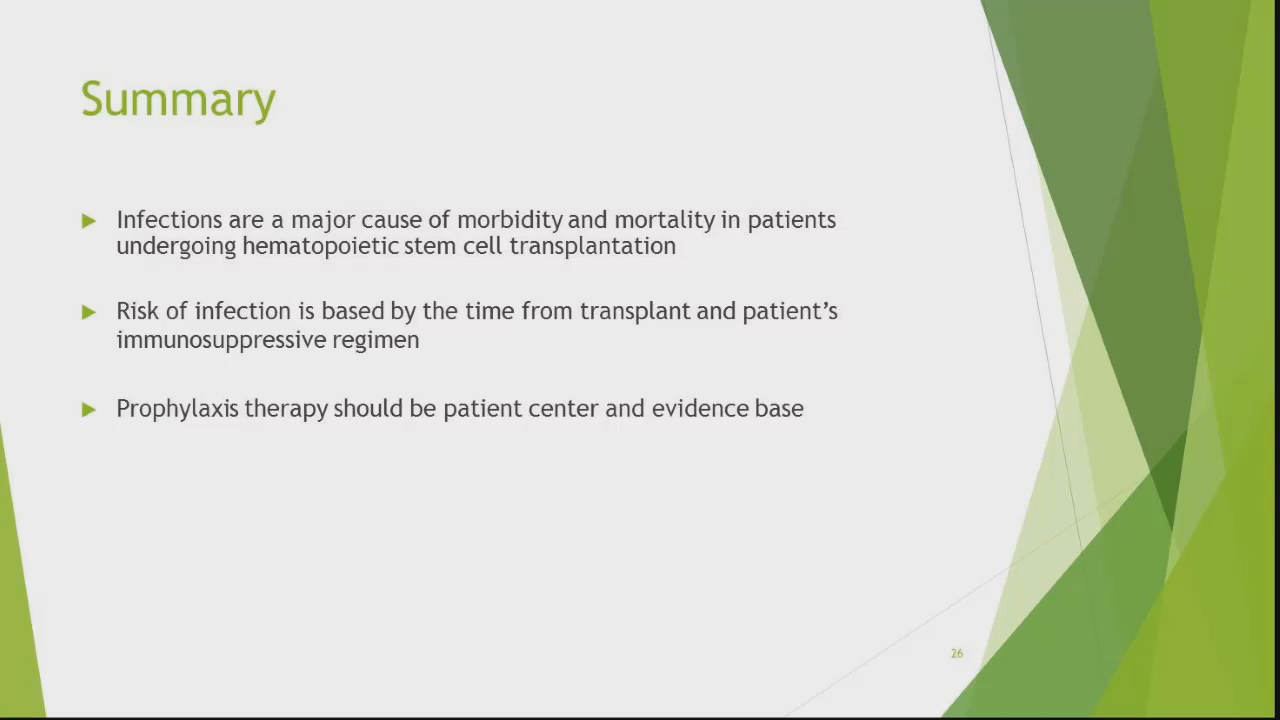 Summary
Infections are a major cause of morbidity and mortality in patients
undergoing hematopoietic stem cell transplantation
Risk of infection is based by the time from transplant and patient’s
immunosuppressive regimen
Prophylaxis therapy should be patient center and evidence base
26